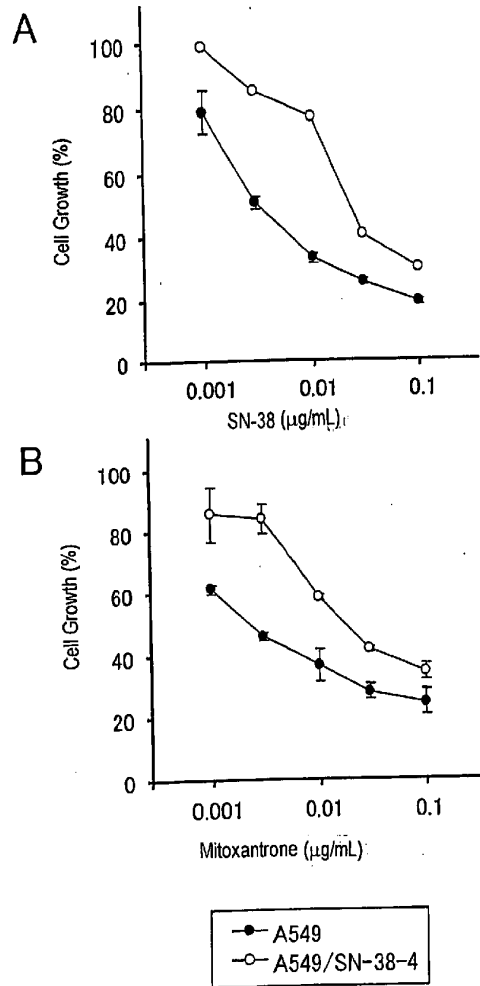 A
100
80
60
40
20
0
Cell Growth (%)
0.001 0.01 0.1
SN-38 (μg/mL)
B
100
80
60
40
20
0
Cell Growth (%)
0.001 0.01 0.1
Mitoxantrone (μg/mL)
A549
A549/SN-38-4